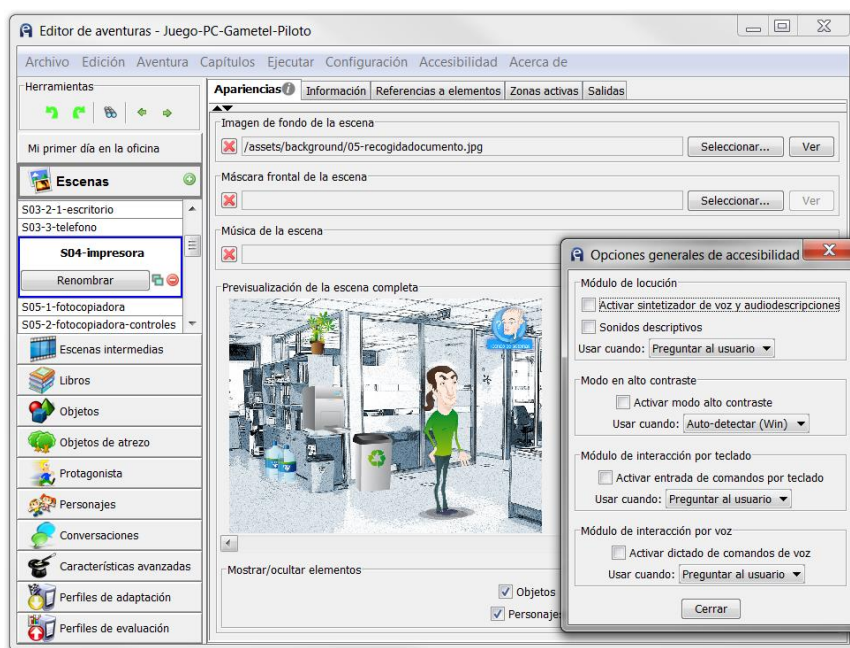 Editor de aventuras - Juego-PC-Gametel-Piloto
Archivo Edición Aventura Capítulos Ejecutar Configuración Accesibilidad Acerca de
Herramientas
Mi primer día en la oficina
Escenas
S03-2-1-escritorio
S03-3-telefono
S04-impresora
Renombrar
S05-1-fotocopiadora
S05-2-fotocopiadora-controles
Escenas intermedias
Libros
Objetos
Objetos de atrezo
Protagonista
Personajes
Conversaciones
Características avanzadas
Perfiles de adaptación
Perfiles de evaluación
Apariencias Información Referencias a elementos Zonas activas Salidas
Imagen de fondo de la escena
/assets/background/05-recogidadocumento.jpg Seleccionar... Ver
Máscara frontal de la escena
Seleccionar... Ver
Música de la escena
Previsualización de la escena completa
Mostrar/ocultar elementos
Objetos
Personaje
Opciones generales de accesibilidad
Módulo de locución
Activar sintetizador de voz y audiodescripciones
Sonidos descriptivos
Usar cuando: Preguntar al usuario
Modo en alto contraste
Activar modo alto contraste
Usar cuando: Auto-detectar (Win)
Módulo de interacción por teclado
Activar entrada de comandos por teclado
Usar cuando: Preguntar al usuario
Módulo de interacción por voz
Activar dictado de comandos de voz
Usar cuando: Preguntar al usuario
Cerrar